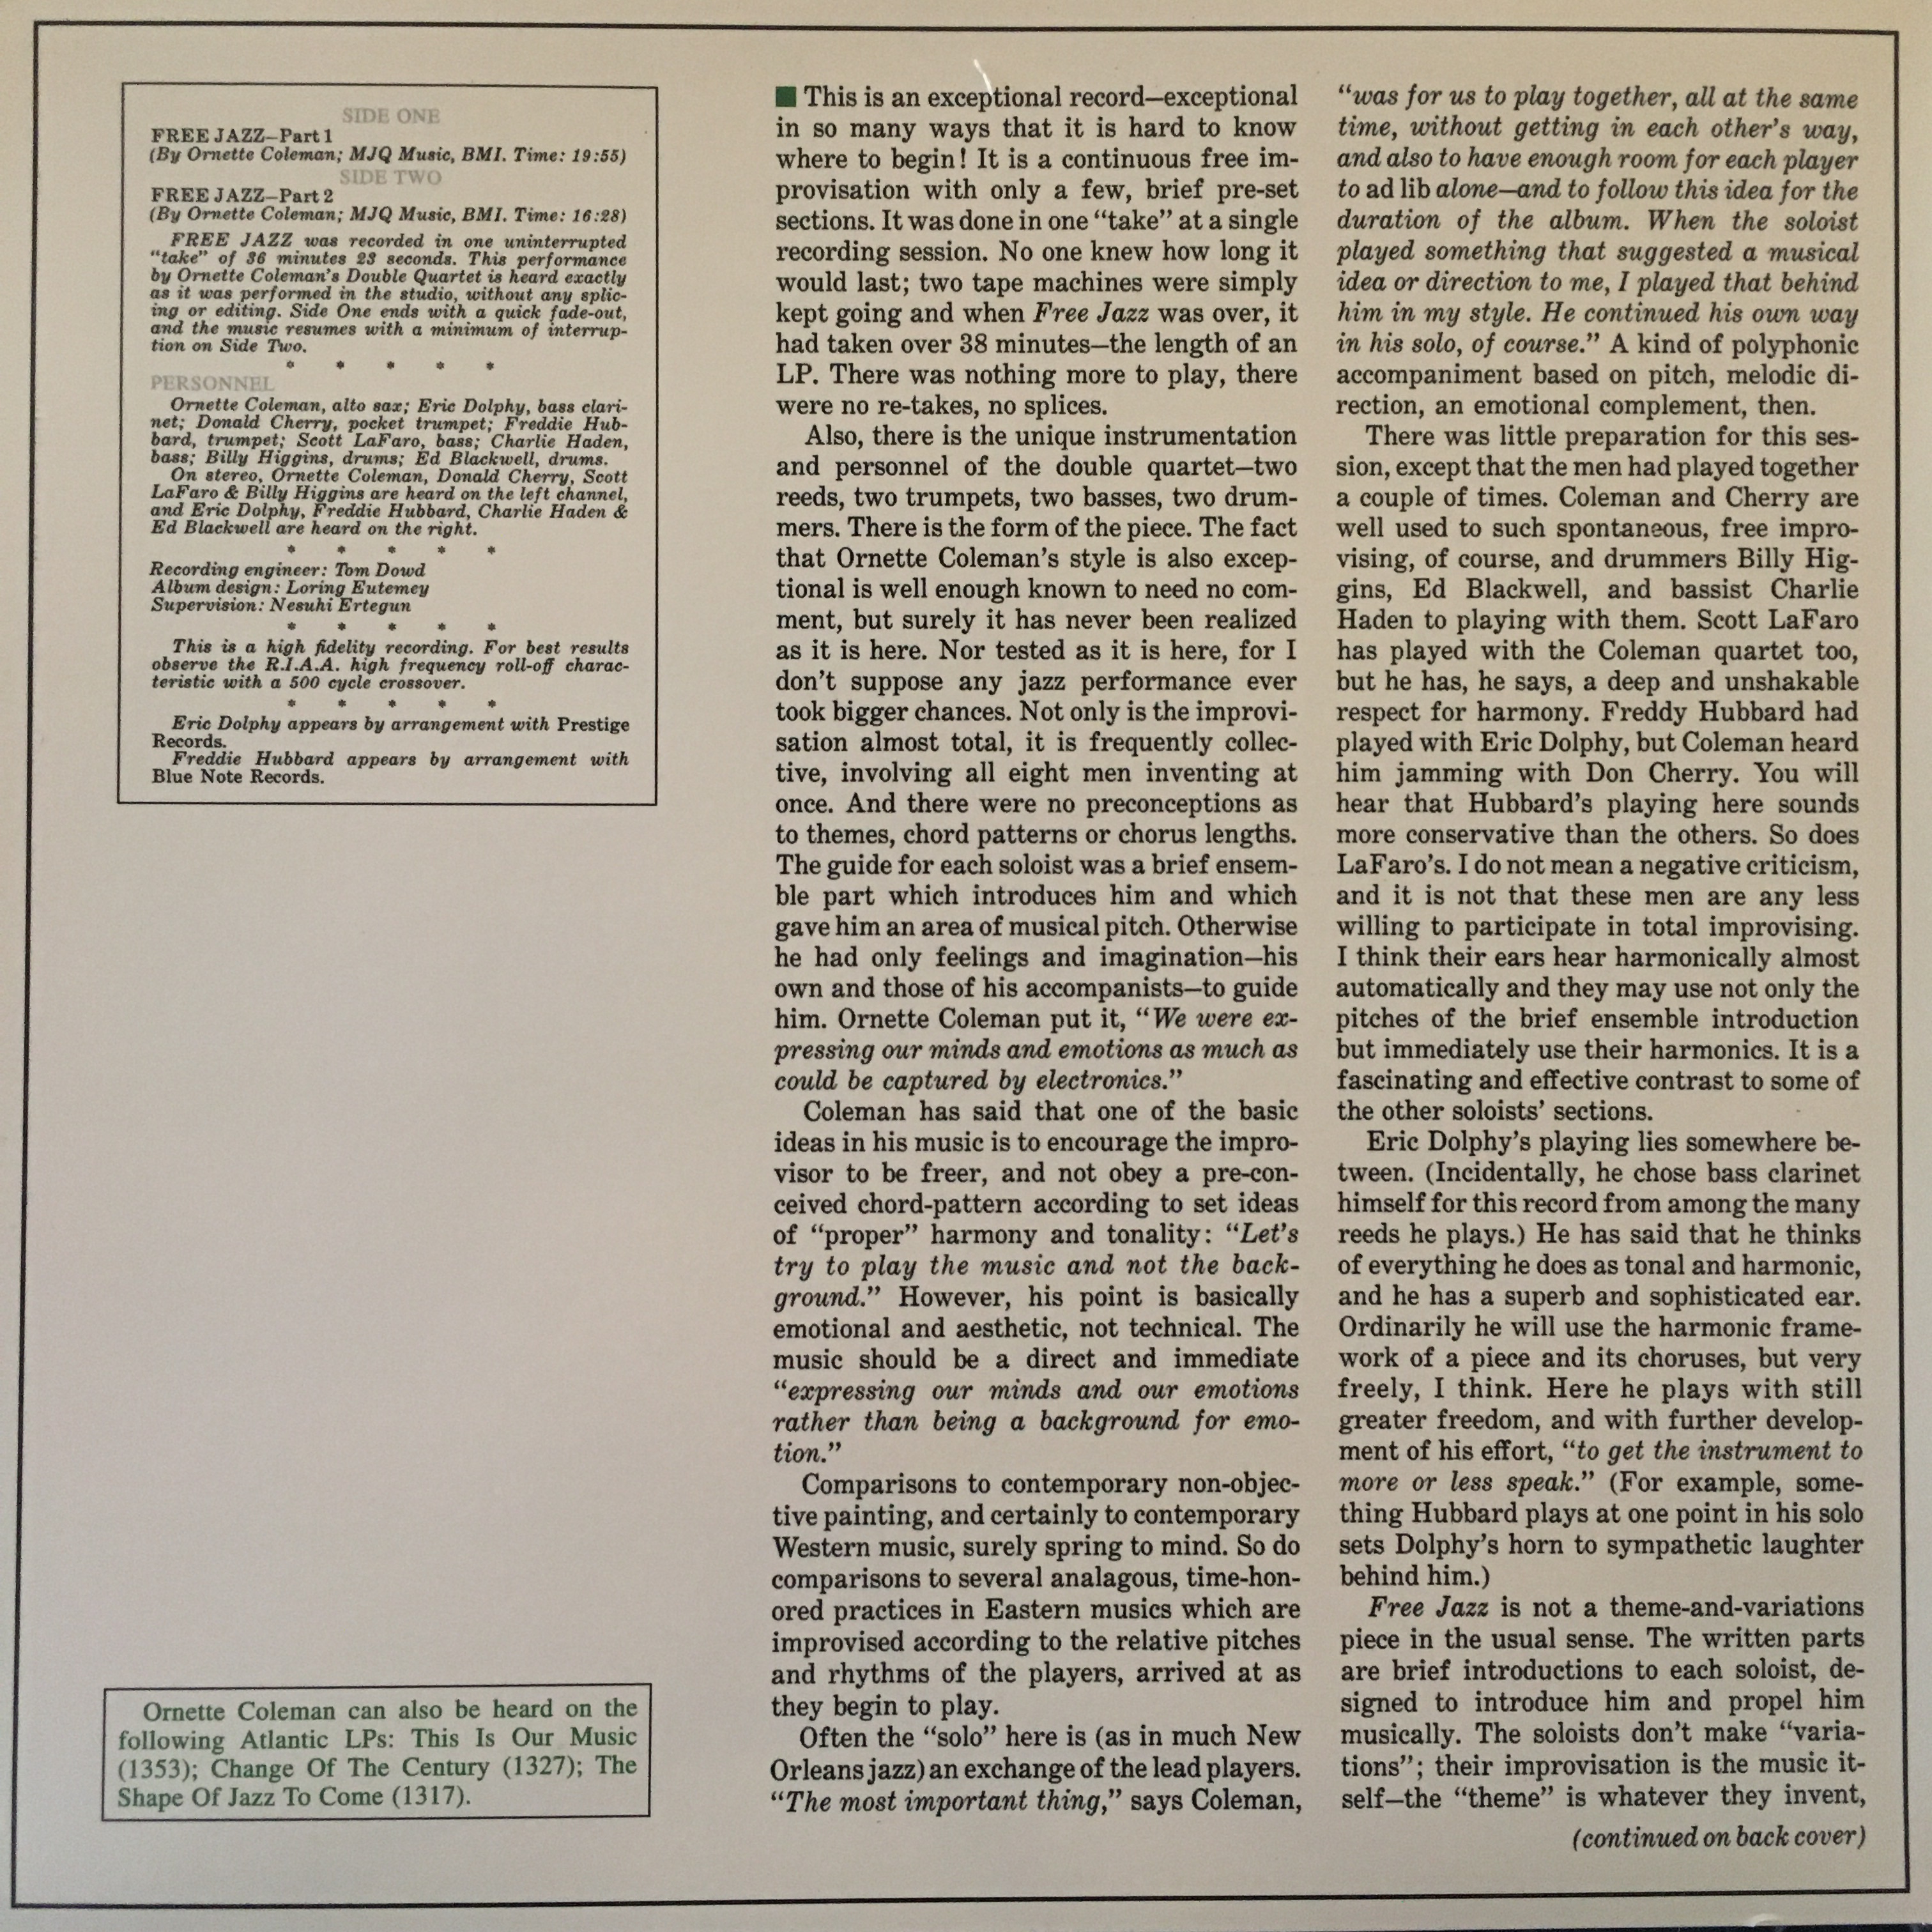 SIDE ONE
FREE JAZZ—Part 1
(By Ornette Coleman; MJQ Music, BMI. Time: 19:55)
SIDE TWO
FREE JAZZ—Part 2
(By Ornette Coleman; MJQ Music, BMI. Time: 16:28)
FREE JAZZ was recorded in one uninterrupted
“take” of 36 minutes 23 seconds. This performance
by Ornette Coleman’s Double Quartet is heard exactly
as it was performed in the studio, without any splic-
ing or editing. Side One ends with a quick fade-out,
and the music resumes with a minimum of interrup-
tion on Side Two.
* * * * *
PERSONNEL
Ornette Coleman, alto sax; Eric Dolphy, bass clari-
net; Donald Cherry, pocket trumpet; Freddie Hub-
bard, trumpet; Scott LaFaro, bass; Charlie Haden,
bass; Billy Higgins, drums; Ed Blackwell, drums.
On stereo, Ornette Coleman, Donald Cherry, Scott
LaFaro & Billy Higgins are heard on the left channel,
and Eric Dolphy, Freddie Hubbard, Charlie Haden &
Ed Blackwell are heard on the right.
* * * * *
Recording engineer: Tom Dowd
Album design: Loring Eutemey
Supervision: Nesuhi Ertegun
* * * * *
This is a high fidelity recording. For best results
observe the R.I.A.A. high frequency roll-off charac-
teristic with a 500 cycle crossover.
* * * * *
Eric Dolphy appears by arrangement with Prestige
Records.
Freddie Hubbard appears by arrangement with
Blue Note Records.
Ornette Coleman can also be heard on the
following Atlantic LPs: This Is Our Music
(1353); Change Of The Century (1327); The
Shape Of Jazz To Come (1317).
■ This is an exceptional record—exceptional
in so many ways that it is hard to know
where to begin! It is a continuous free im-
provisation with only a few, brief pre-set
sections. It was done in one “take” at a single
recording session. No one knew how long it
would last; two tape machines were simply
kept going and when Free Jazz was over, it
had taken over 38 minutes—the length of an
LP. There was nothing more to play, there
were no re-takes, no splices.
Also, there is the unique instrumentation
and personnel of the double quartet—two
reeds, two trumpets, two basses, two drum-
mers. There is the form of the piece. The fact
that Ornette Coleman’s style is also excep-
tional is well enough known to need no com-
ment, but surely it has never been realized
as it is here. Nor tested as it is here, for I
don’t suppose any jazz performance ever
took bigger chances. Not only is the improvi-
sation almost total, it is frequently collec-
tive, involving all eight men inventing at
once. And there were no preconceptions as
to themes, chord patterns or chorus lengths.
The guide for each soloist was a brief ensem-
ble part which introduces him and which
gave him an area of musical pitch. Otherwise
he had only feelings and imagination—his
own and those of his accompanists—to guide
him. Ornette Coleman put it, “We were ex-
pressing our minds and emotions as much as
could be captured by electronics.”
Coleman has said that one of the basic
ideas in his music is to encourage the impro-
visor to be freer, and not obey a pre-con-
ceived chord-pattern according to set ideas
of “proper” harmony and tonality: “Let’s
try to play the music and not the back-
ground.” However, his point is basically
emotional and aesthetic, not technical. The
music should be a direct and immediate
“expressing our minds and our emotions
rather than being a background for emo-
tion.”
Comparisons to contemporary non-objec-
tive painting, and certainly to contemporary
Western music, surely spring to mind. So do
comparisons to several analagous, time-hon-
ored practices in Eastern musics which are
improvised according to the relative pitches
and rhythms of the players, arrived at as
they begin to play.
Often the “solo” here is (as in much New
Orleans jazz) an exchange of the lead players.
“The most important thing,” says Coleman,
“was for us to play together, all at the same
time, without getting in each other’s way,
and also to have enough room for each player
to ad lib alone—and to follow this idea for the
duration of the album. When the soloist
played something that suggested a musical
idea or direction to me, I played that behind
him in my style. He continued his own way
in his solo, of course.” A kind of polyphonic
accompaniment based on pitch, melodic di-
rection, an emotional complement, then.
There was little preparation for this ses-
sion, except that the men had played together
a couple of times. Coleman and Cherry are
well used to such spontaneous, free impro-
vising, of course, and drummers Billy Hig-
gins, Ed Blackwell, and bassist Charlie
Haden to playing with them. Scott LaFaro
has played with the Coleman quartet too,
but he has, he says, a deep and unshakable
respect for harmony. Freddy Hubbard had
played with Eric Dolphy, but Coleman heard
him jamming with Don Cherry. You will
hear that Hubbard’s playing here sounds
more conservative than the others. So does
LaFaro’s. I do not mean a negative criticism,
and it is not that these men are any less
willing to participate in total improvising.
I think their ears hear harmonically almost
automatically and they may use not only the
pitches of the brief ensemble introduction
but immediately use their harmonics. It is a
fascinating and effective contrast to some of
the other soloists’ sections.
Eric Dolphy’s playing lies somewhere be-
tween. (Incidentally, he chose bass clarinet
himself for this record from among the many
reeds he plays.) He has said that he thinks
of everything he does as tonal and harmonic,
and he has a superb and sophisticated ear.
Ordinarily he will use the harmonic frame-
work of a piece and its choruses, but very
freely, I think. Here he plays with still
greater freedom, and with further develop-
ment of his effort, “to get the instrument to
more or less speak.” (For example, some-
thing Hubbard plays at one point in his solo
sets Dolphy’s horn to sympathetic laughter
behind him.)
Free Jazz is not a theme-and-variations
piece in the usual sense. The written parts
are brief introductions to each soloist, de-
signed to introduce him and propel him
musically. The soloists don’t make “varia-
tions”; their improvisation is the music it-
self—the “theme” is whatever they invent,
(continued on back cover)